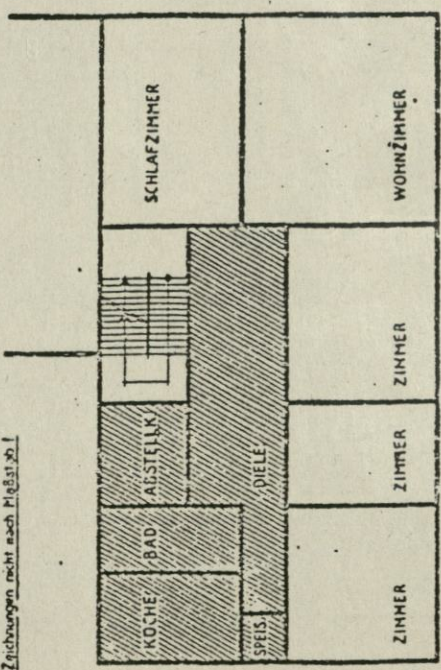 Zeichnungen nicht nach Maßstab!
KÜCHE
BAD
ABSTELLK.
SCHLAFZIMMER
SPEIS.
DIELE
ZIMMER
ZIMMER
ZIMMER
WOHNZIMMER